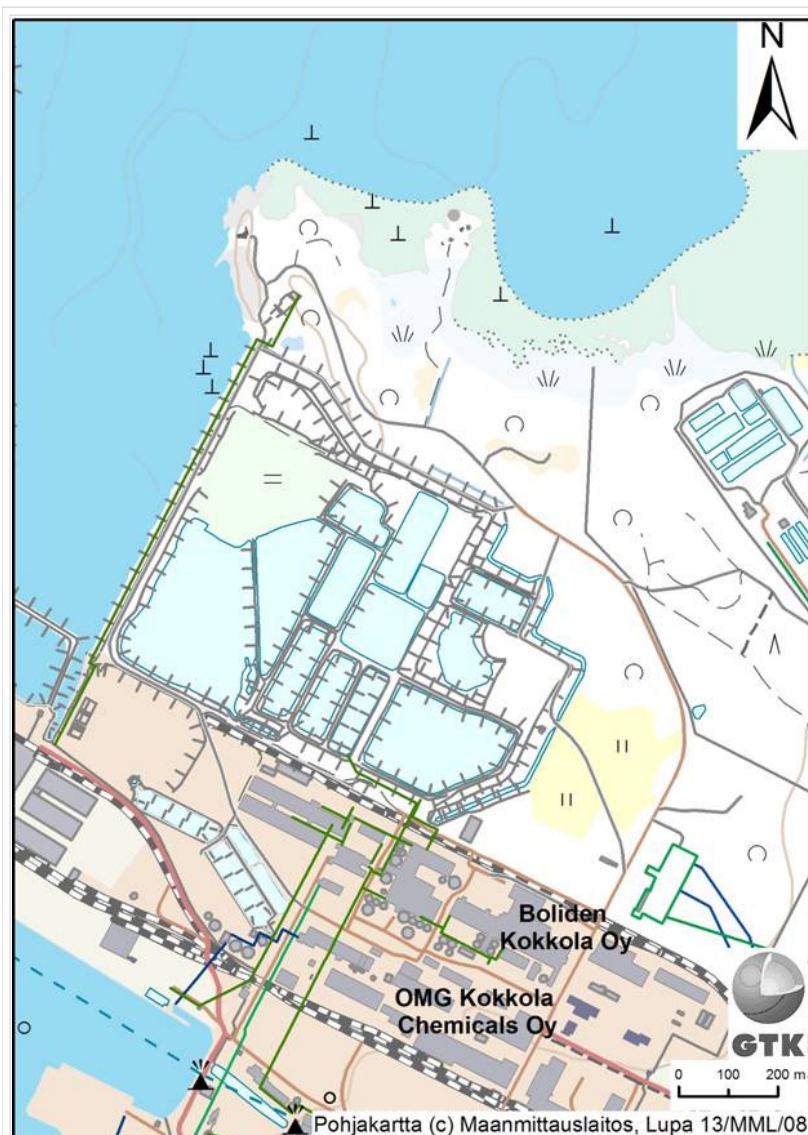 N
Boliden
Kokkola Oy
OMG Kokkola
Chemicals Oy
GTK
0 100 200 m
Pohjakartta (c) Maanmittauslaitos, Lupa 13/MML/08